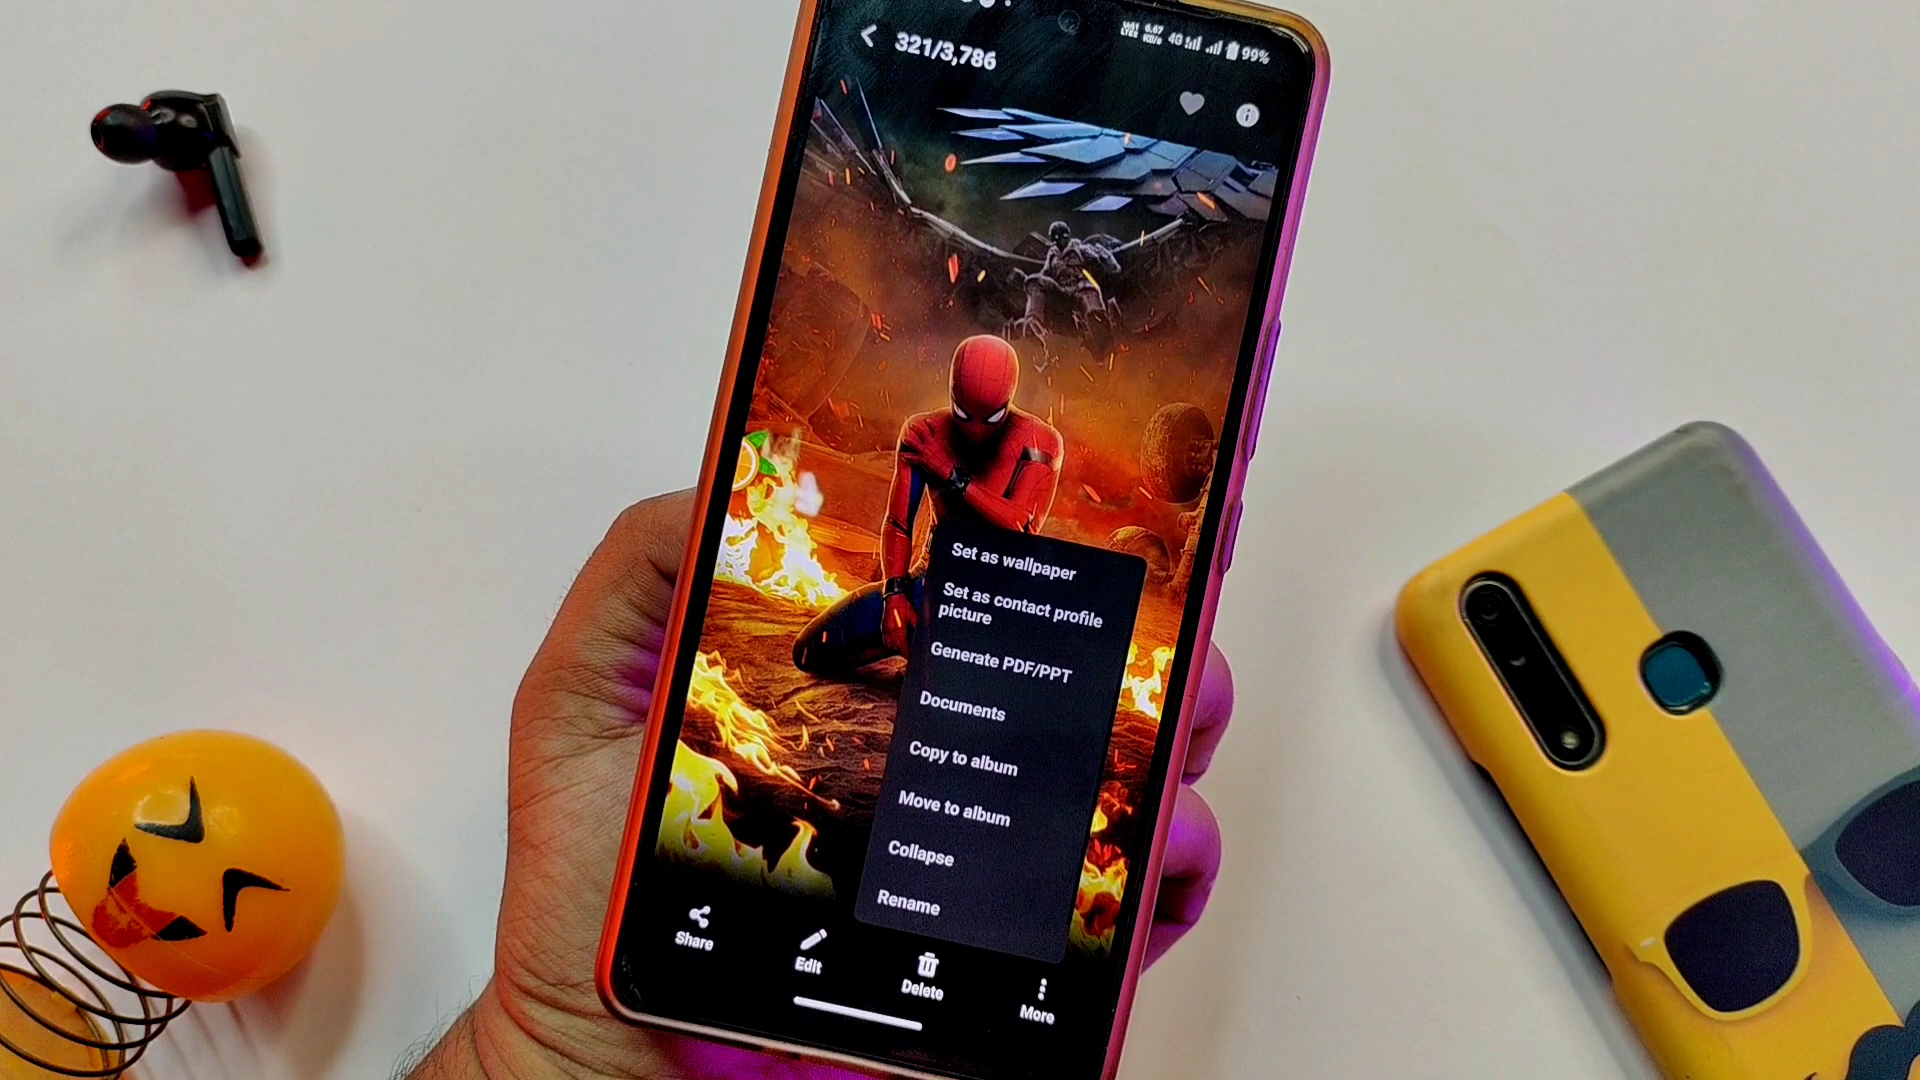 321/3,786
4G 99%
Set as wallpaper
Set as contact profile
picture
Generate PDF/PPT
Documents
Copy to album
Move to album
Collapse
Rename
Share
Edit
Delete
More